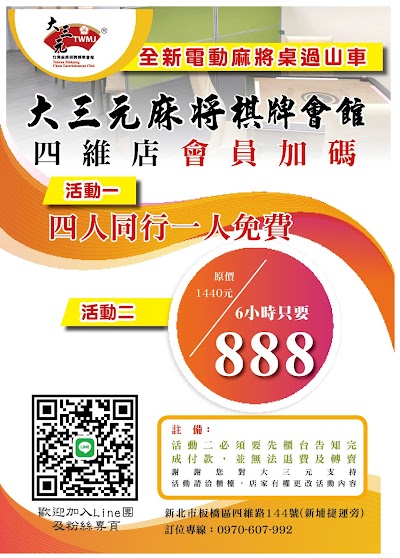 大三元
TWMJ
全新電動麻將桌過山車
大三元麻將棋牌會館
四維店會員加碼
活動一
四人同行一人免費
活動二
原價
1440元
6小時只要
888
註備：
活動二必須要先櫃台告知完
成付款，並無法退費及轉賣
謝謝您對大三元支持
活動請洽櫃檯，店家有權更改活動內容
LINE
歡迎加入Line團
及粉絲專頁
新北市板橋區四維路144號(新埔捷運旁)
訂位專線：0970-607-992